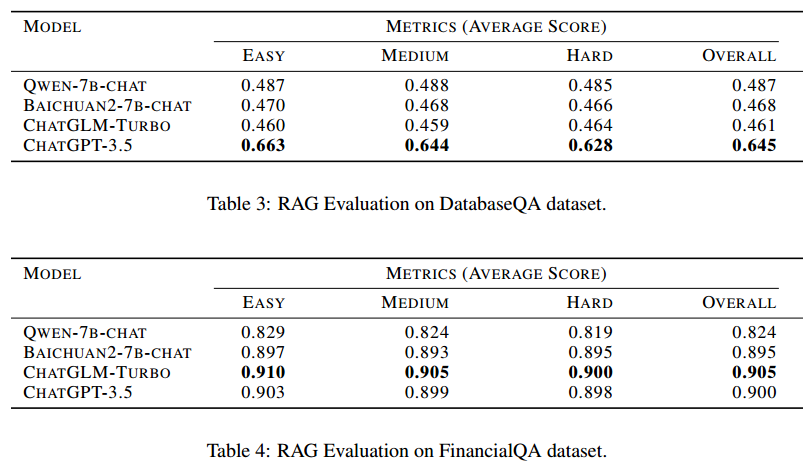 MODEL METRICS (AVERAGE SCORE)
EASY MEDIUM HARD OVERALL
QWEN-7B-CHAT 0.487 0.488 0.485 0.487
BAICHUAN2-7B-CHAT 0.470 0.468 0.466 0.468
CHATGLM-TURBO 0.460 0.459 0.464 0.461
CHATGPT-3.5 0.663 0.644 0.628 0.645
Table 3: RAG Evaluation on DatabaseQA dataset.
MODEL METRICS (AVERAGE SCORE)
EASY MEDIUM HARD OVERALL
QWEN-7B-CHAT 0.829 0.824 0.819 0.824
BAICHUAN2-7B-CHAT 0.897 0.893 0.895 0.895
CHATGLM-TURBO 0.910 0.905 0.900 0.905
CHATGPT-3.5 0.903 0.899 0.898 0.900
Table 4: RAG Evaluation on FinancialQA dataset.